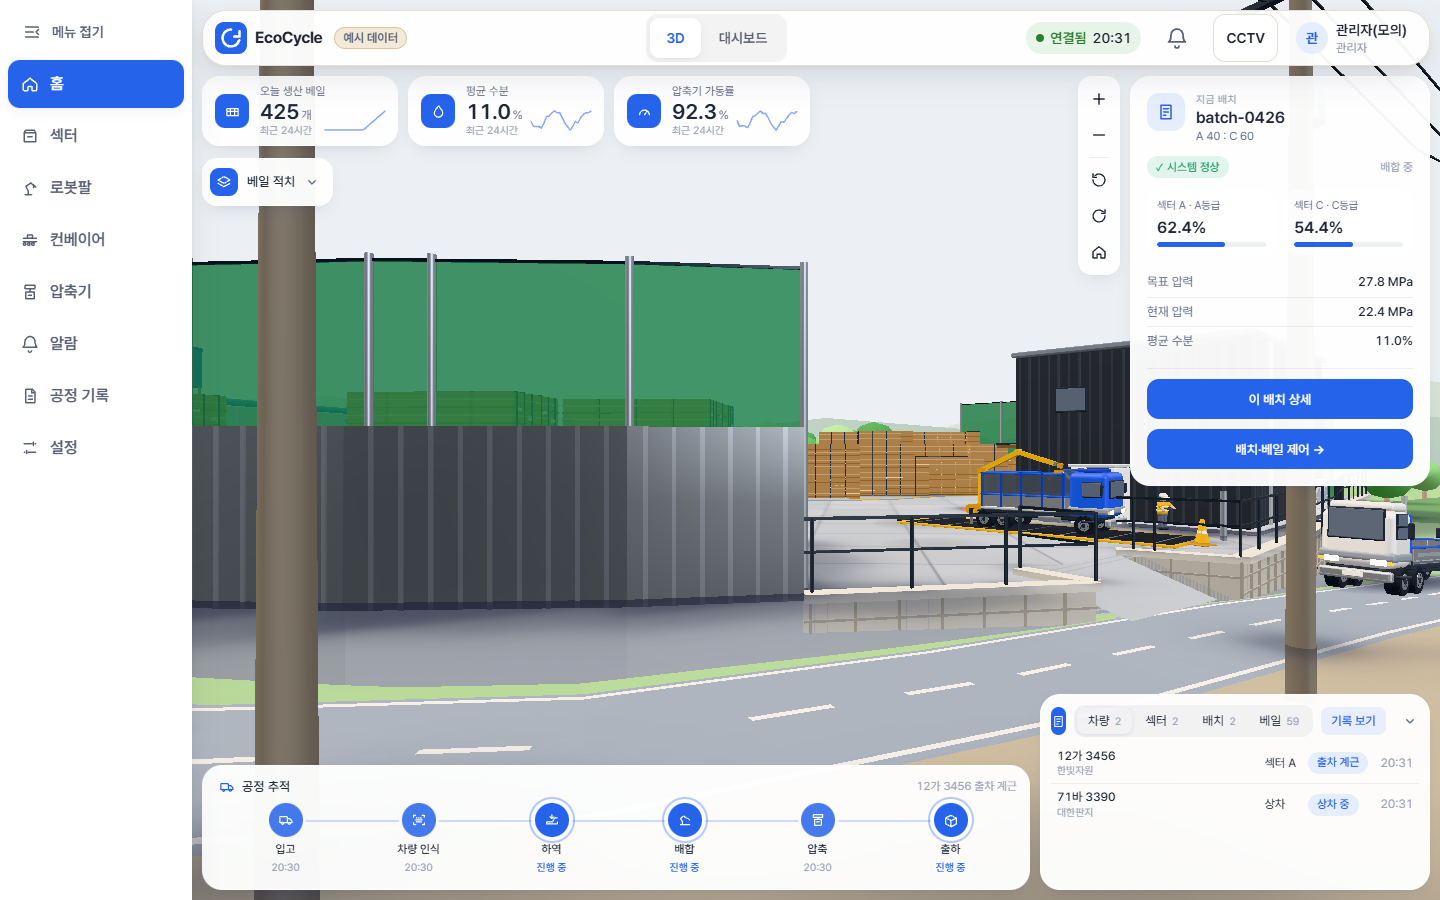 메뉴 접기
홈
섹터
로봇팔
컨베이어
압축기
알람
공정 기록
설정
EcoCycle
예시 데이터
3D
대시보드
연결됨 20:31
CCTV
관
관리자(모의)
관리자
오늘 생산 베일
425 개
최근 24시간
평균 수분
11.0 %
최근 24시간
압축기 가동률
92.3 %
최근 24시간
베일 적치
지금 배치
batch-0426
A 40 : C 60
✓ 시스템 정상
배합 중
섹터 A · A등급
62.4%
섹터 C · C등급
54.4%
목표 압력 27.8 MPa
현재 압력 22.4 MPa
평균 수분 11.0%
이 배치 상세
배치·베일 제어 →
공정 추적
12가 3456 출차 계근
입고
20:30
차량 인식
20:30
하역
진행 중
배합
진행 중
압축
20:30
출하
진행 중
차량 2
섹터 2
배치 2
베일 59
기록 보기
12가 3456
한빛자원
섹터 A
출차 계근
20:31
71바 3390
대한판지
상차
상차 중
20:31